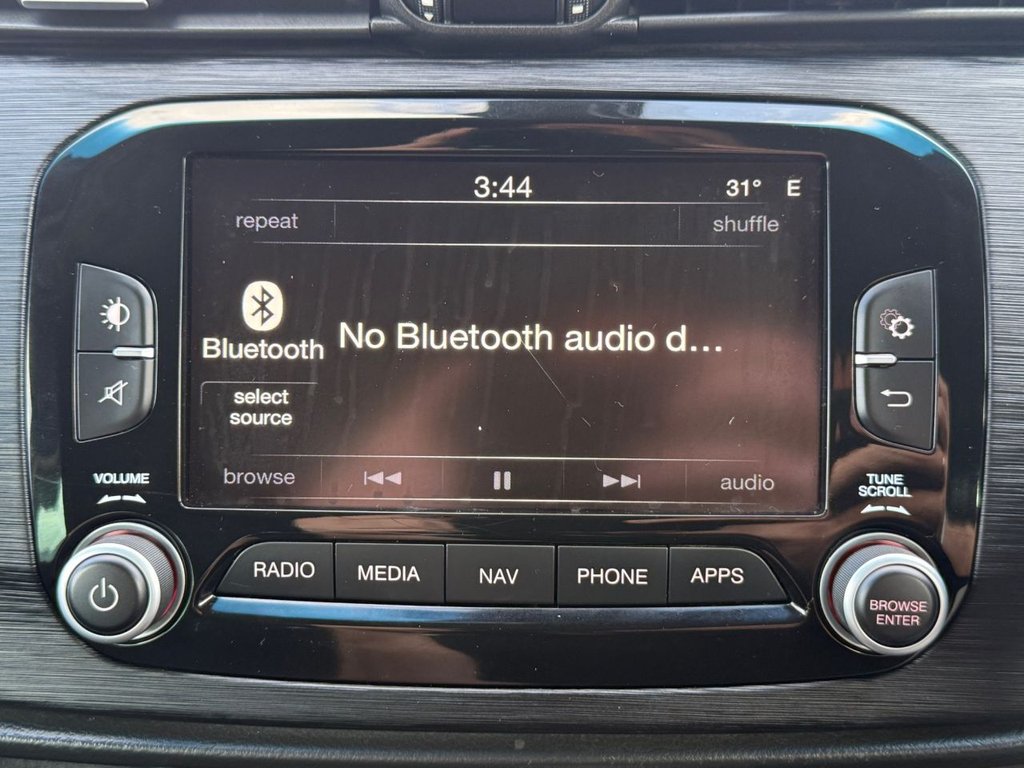 3:44
31° E
repeat
shuffle
Bluetooth
No Bluetooth audio d...
select
source
browse
audio
VOLUME
TUNE
SCROLL
RADIO
MEDIA
NAV
PHONE
APPS
BROWSE
ENTER